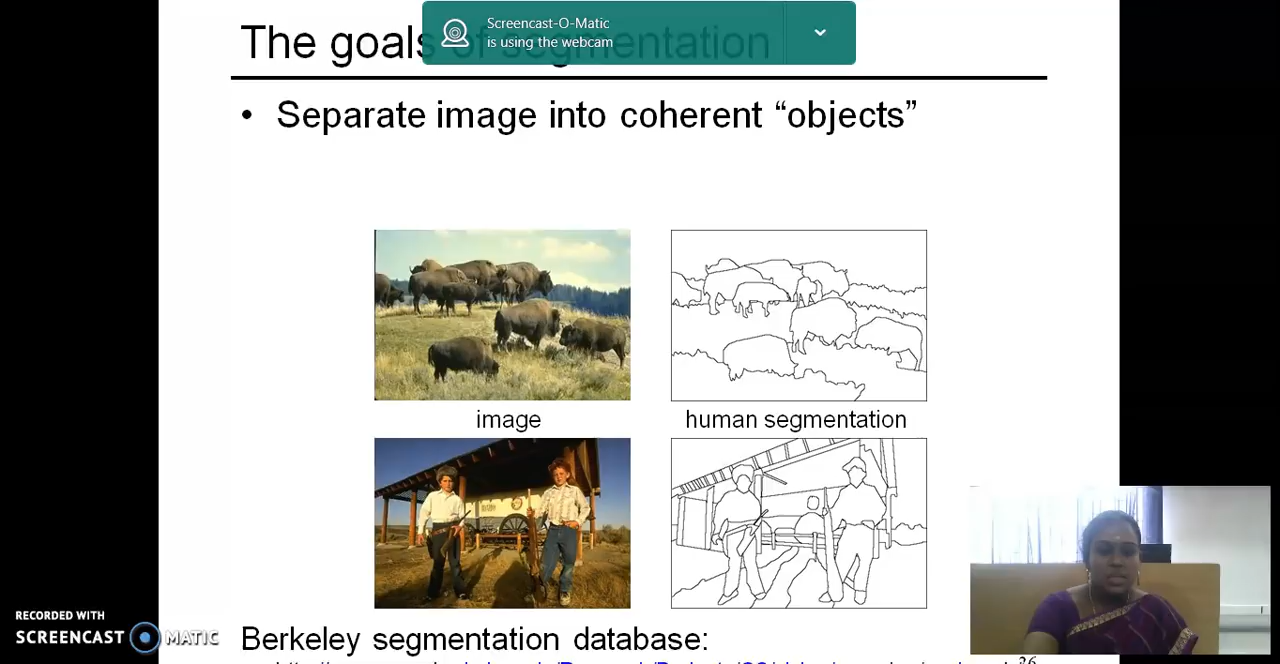 Screencast-O-Matic
is using the webcam
The goals of segmentation
• Separate image into coherent “objects”
image
human segmentation
Berkeley segmentation database:
26
RECORDED WITH
SCREENCAST MATIC